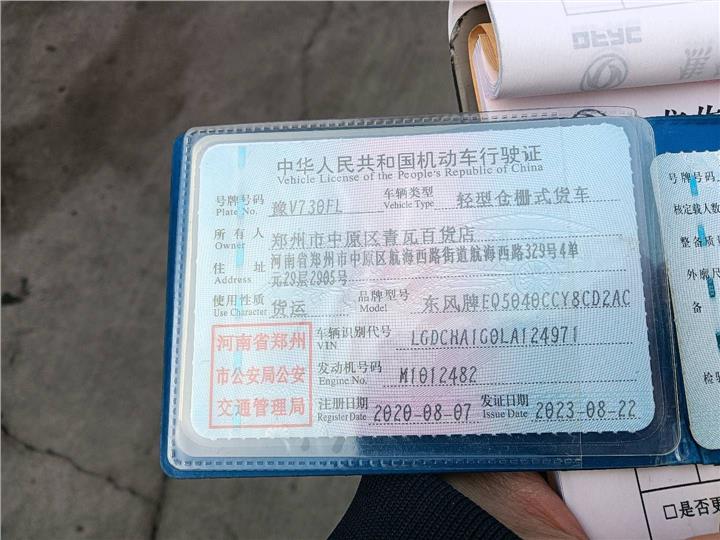 中华人民共和国机动车行驶证
Vehicle License of the People's Republic of China
号牌号码 豫V730FL 车辆类型 轻型仓栅式货车
Plate No. Vehicle Type
所有人 郑州市中原区青瓦百货店
Owner
住址 河南省郑州市中原区航海西路街道航海西路329号4单
Address 元29层2905号
使用性质 货运 品牌型号 东风牌EQ5040CCY8CD2AC
Use Character Model
河南省郑州
市公安局公安
交通管理局
车辆识别代号 LGDCHA1G0LA124971
VIN
发动机号码 M1012482
Engine No.
注册日期 2020-08-07 发证日期 2023-08-22
Register Date Issue Date
号牌号码
核定载人数
整备质
外廓尺
备
检验
□是否更